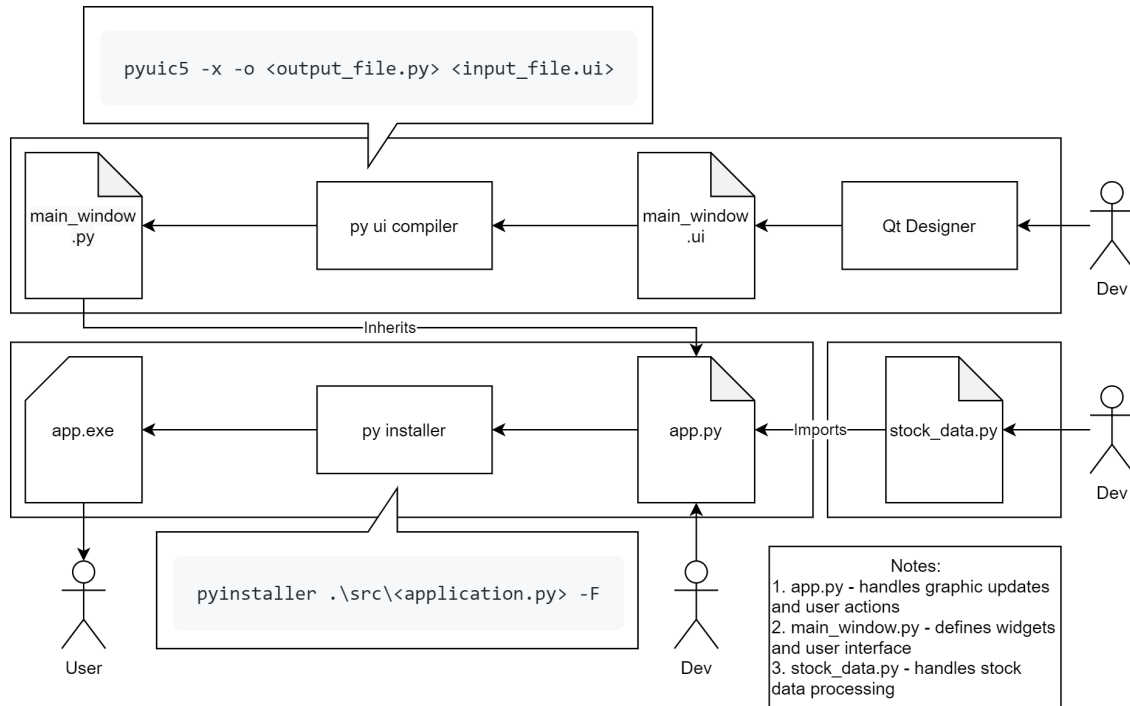 pyuic5 -x -o <output_file.py> <input_file.ui>
main_window
.py
py ui compiler
main_window
.ui
Qt Designer
Dev
Inherits
app.exe
py installer
app.py
Imports
stock_data.py
Dev
pyinstaller .\src\<application.py> -F
User
Dev
Notes:
1. app.py - handles graphic updates
and user actions
2. main_window.py - defines widgets
and user interface
3. stock_data.py - handles stock
data processing